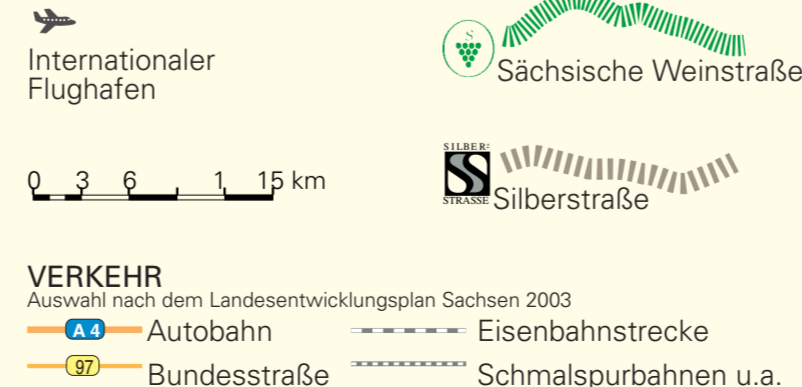 Internationaler
Flughafen
S
Sächsische Weinstraße
0 3 6 1 15 km
SILBER-
STRASSE
Silberstraße
VERKEHR
Auswahl nach dem Landesentwicklungsplan Sachsen 2003
A 4 Autobahn
Eisenbahnstrecke
97 Bundesstraße
Schmalspurbahnen u.a.